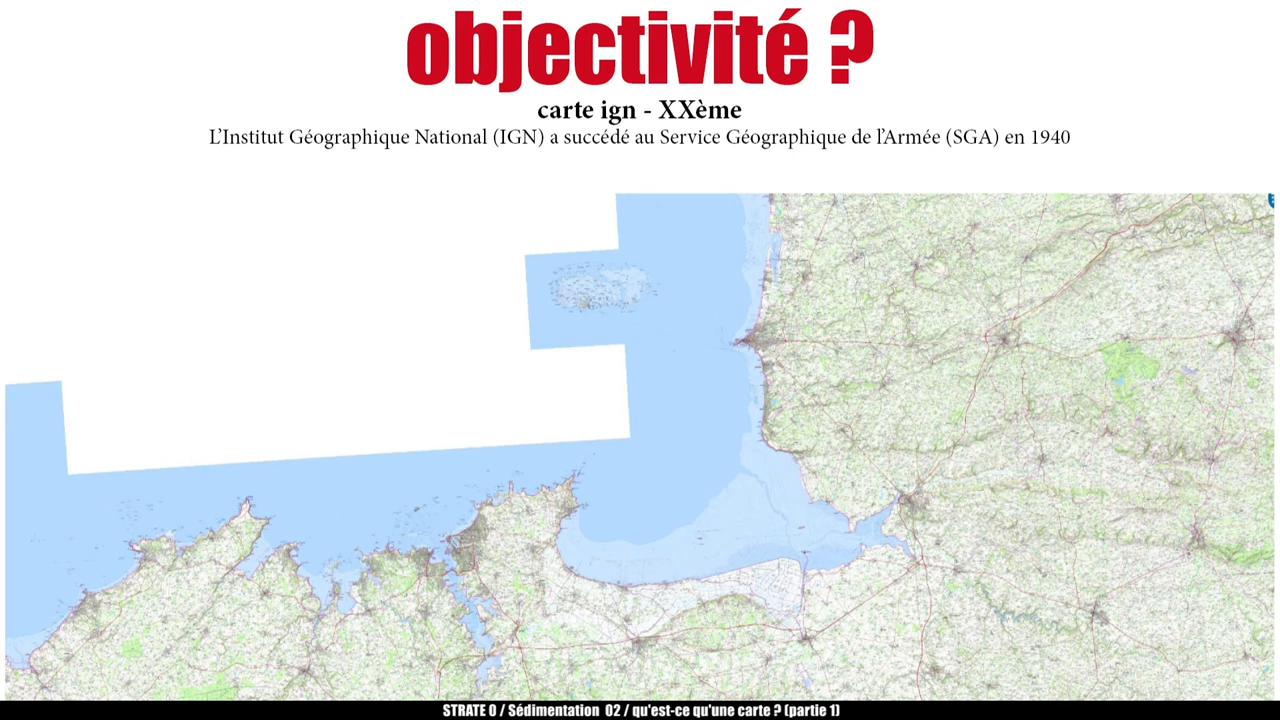 objectivité ?
carte ign - XXème
L’Institut Géographique National (IGN) a succédé au Service Géographique de l’Armée (SGA) en 1940
STRATE 0 / Sédimentation 02 / qu'est-ce qu'une carte ? (partie 1)